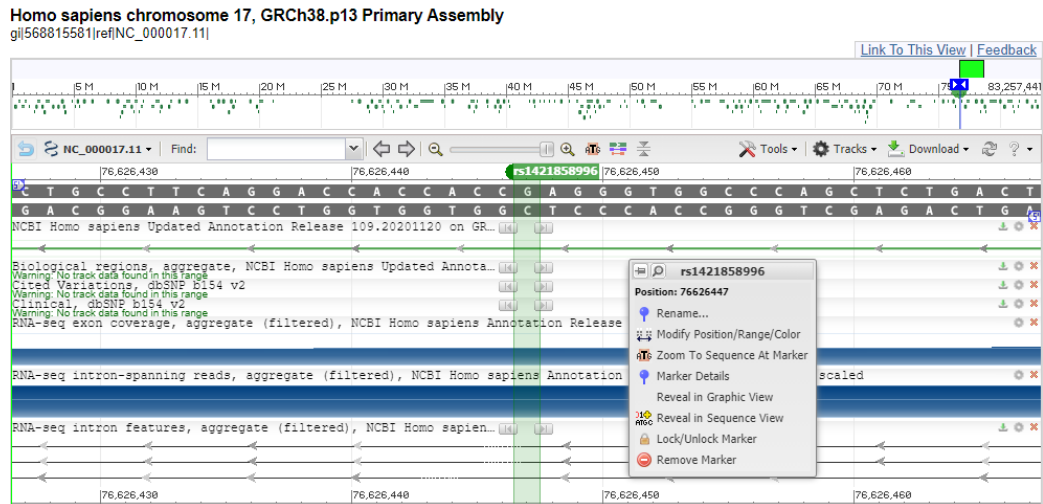 Homo sapiens chromosome 17, GRCh38.p13 Primary Assembly
gi|568815581|ref|NC_000017.11|
Link To This View | Feedback
5 M 10 M 15 M 20 M 25 M 30 M 35 M 40 M 45 M 50 M 55 M 60 M 65 M 70 M 83,257,441
NC_000017.11 Find: Tools Tracks Download ?
76,626,430 76,626,440 rs1421858996 76,626,450 76,626,460
C T G C C T T C A G G A C C A C C A C C G A G G G T G G C C C A G C T C T G A C T
G A C G G A A G T C C T G G T G G T G G C T C C C A C C G G G T C G A G A C T G A
NCBI Homo sapiens Updated Annotation Release 109.20201120 on GR…
Biological regions, aggregate, NCBI Homo sapiens Updated Annota…
Warning: No track data found in this range
Cited Variations, dbSNP b154 v2
Warning: No track data found in this range
Clinical, dbSNP b154 v2
Warning: No track data found in this range
RNA-seq exon coverage, aggregate (filtered), NCBI Homo sapiens Annotation Release
RNA-seq intron-spanning reads, aggregate (filtered), NCBI Homo sapiens Annotation scaled
RNA-seq intron features, aggregate (filtered), NCBI Homo sapien…
76,626,430 76,626,440 76,626,450 76,626,460
rs1421858996
Position: 76626447
Rename...
Modify Position/Range/Color
Zoom To Sequence At Marker
Marker Details
Reveal in Graphic View
Reveal in Sequence View
Lock/Unlock Marker
Remove Marker